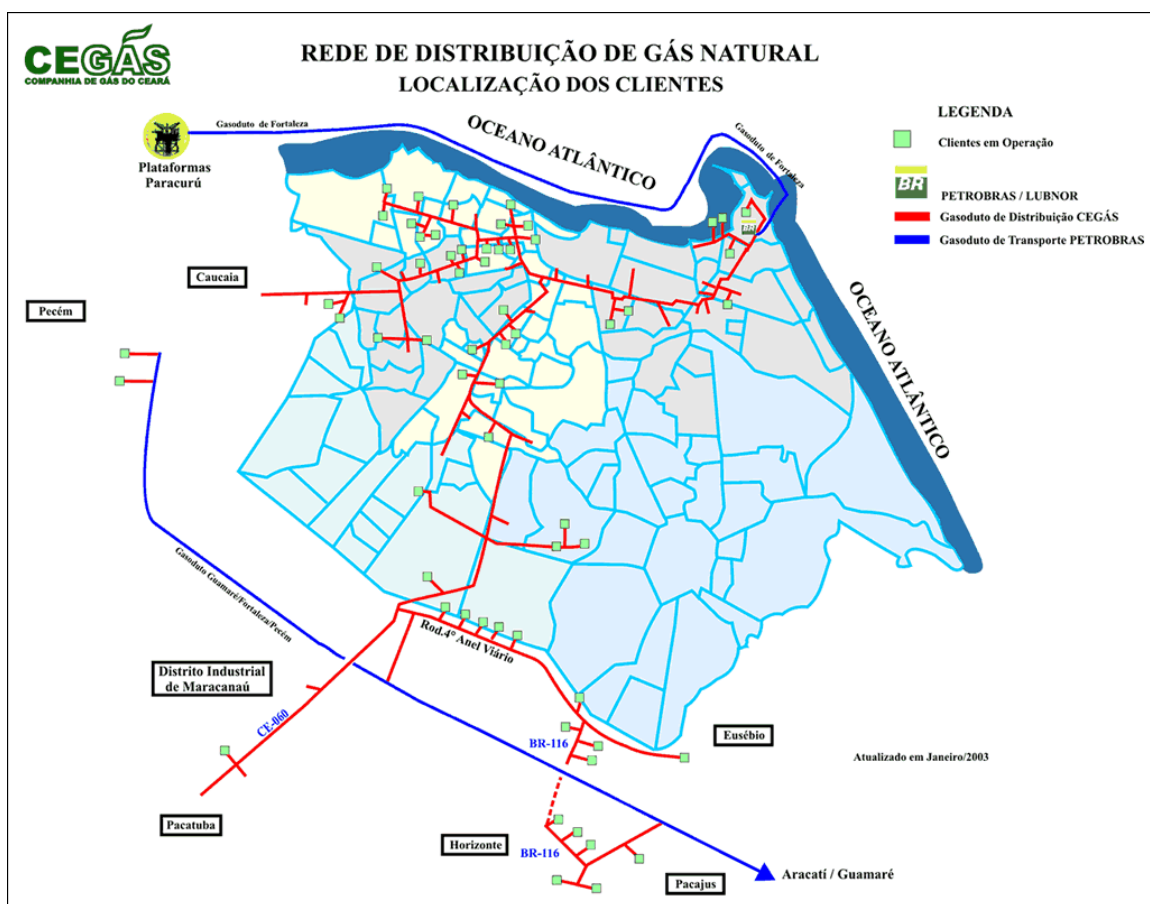 CEGÁS
COMPANHIA DE GÁS DO CEARÁ
REDE DE DISTRIBUIÇÃO DE GÁS NATURAL
LOCALIZAÇÃO DOS CLIENTES
LEGENDA
Clientes em Operação
BR
PETROBRAS / LUBNOR
Gasoduto de Distribuição CEGÁS
Gasoduto de Transporte PETROBRAS
Gasoduto de Fortaleza
Plataformas
Paracurú
OCEANO ATLÂNTICO
Gasoduto de Fortaleza
BR
OCEANO ATLÂNTICO
Caucaia
Pecém
Gasoduto Guamaré/Fortaleza/Pecém
Rod.4º Anel Viário
Distrito Industrial
de Maracanaú
CE-060
BR-116
Eusébio
Atualizado em Janeiro/2003
Pacatuba
Horizonte
BR-116
Pacajus
Aracatí / Guamaré